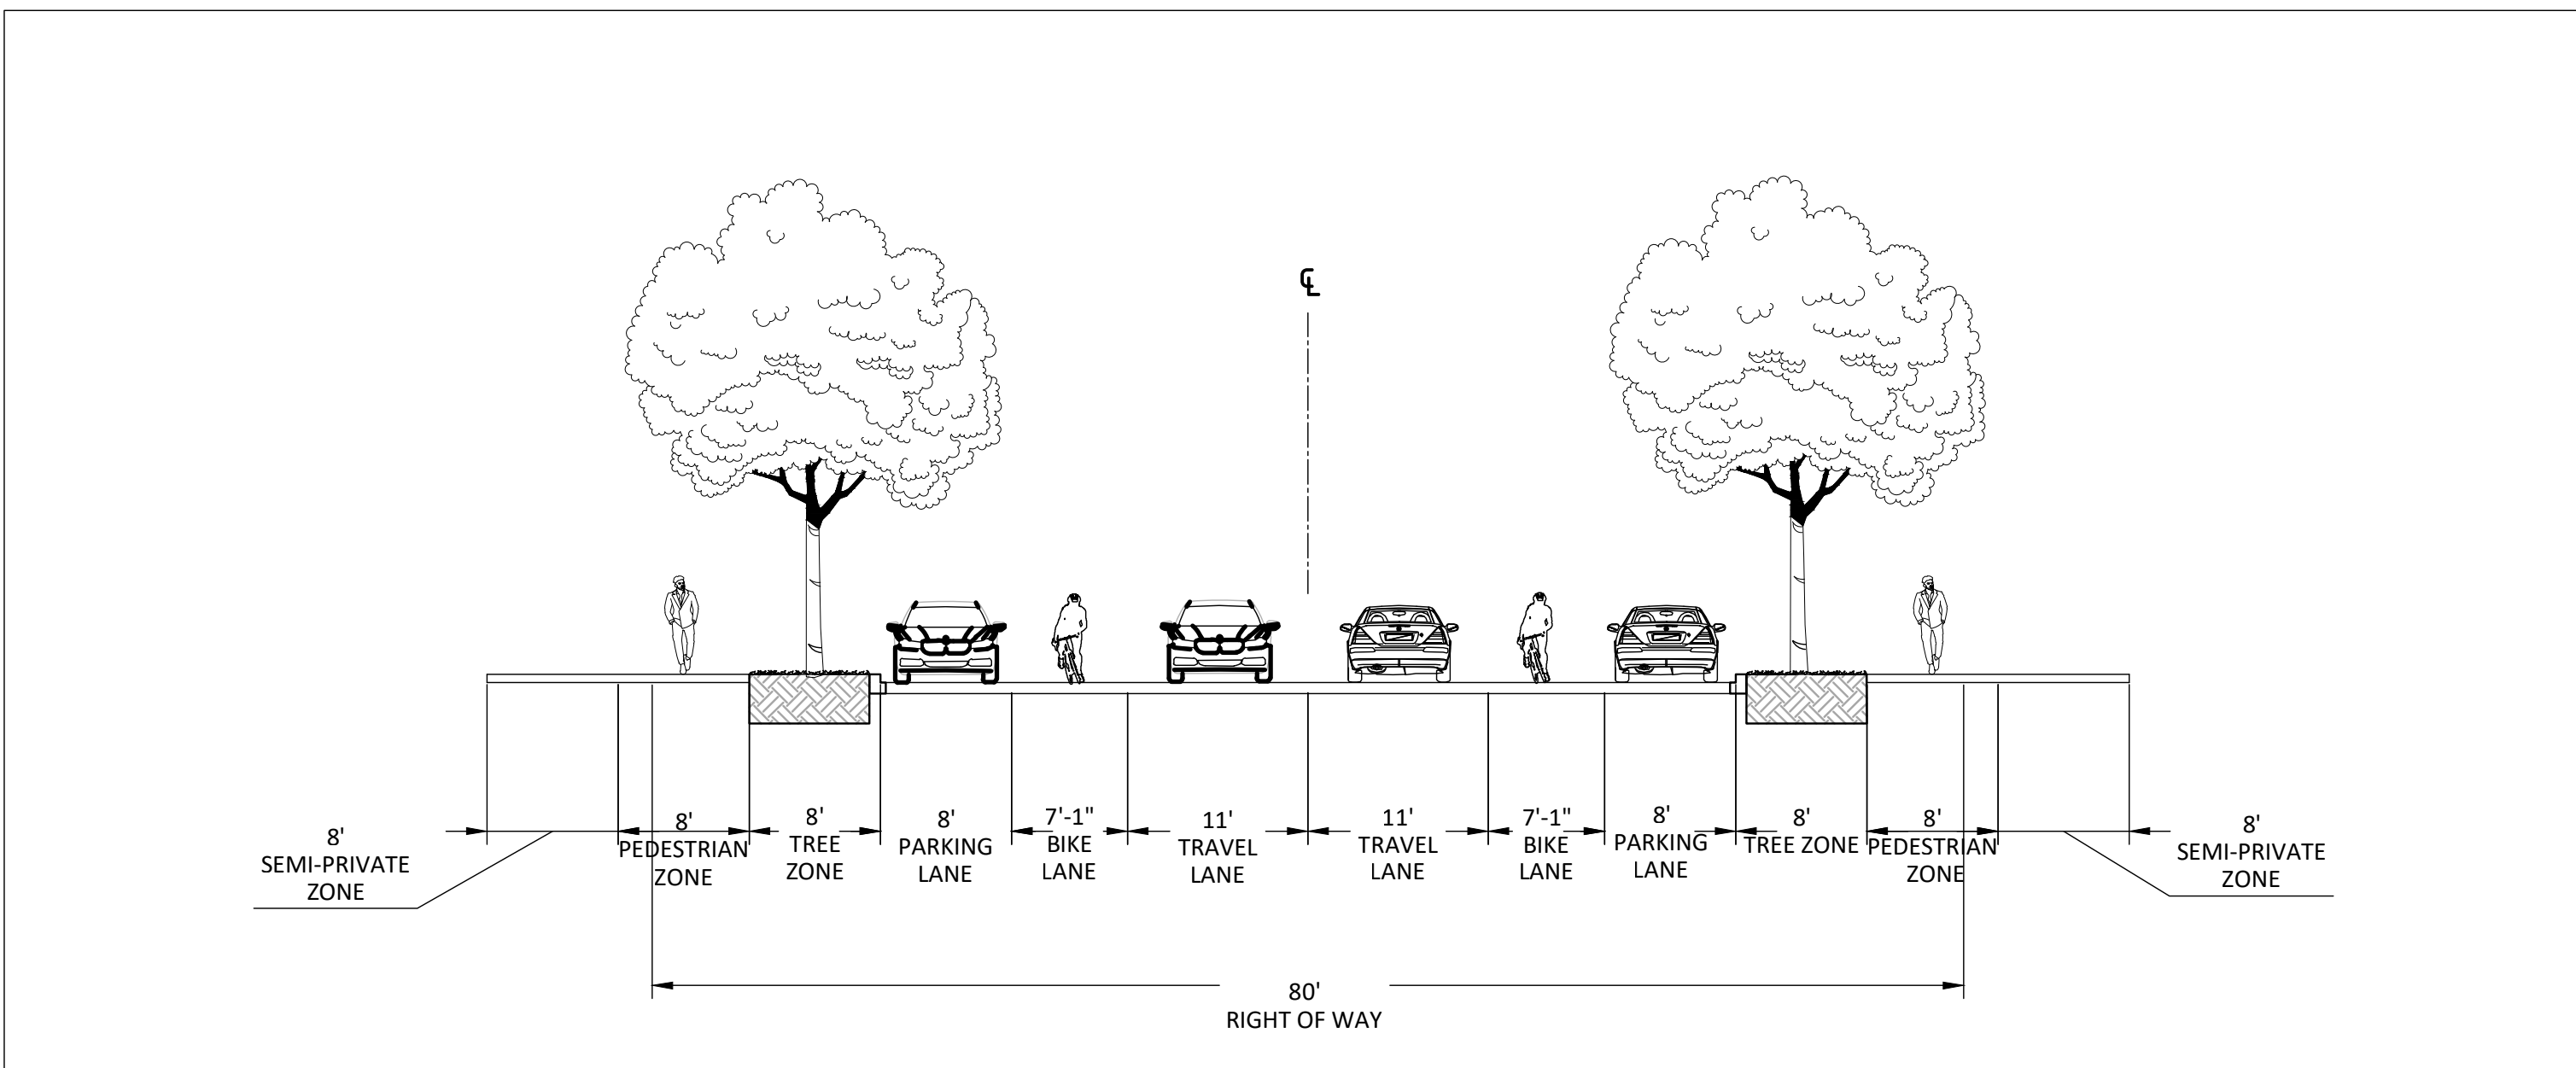 ℄
8'
SEMI-PRIVATE
ZONE
8'
PEDESTRIAN
ZONE
8'
TREE
ZONE
8'
PARKING
LANE
7'-1"
BIKE
LANE
11'
TRAVEL
LANE
11'
TRAVEL
LANE
7'-1"
BIKE
LANE
8'
PARKING
LANE
8'
TREE ZONE
8'
PEDESTRIAN
ZONE
8'
SEMI-PRIVATE
ZONE
80'
RIGHT OF WAY